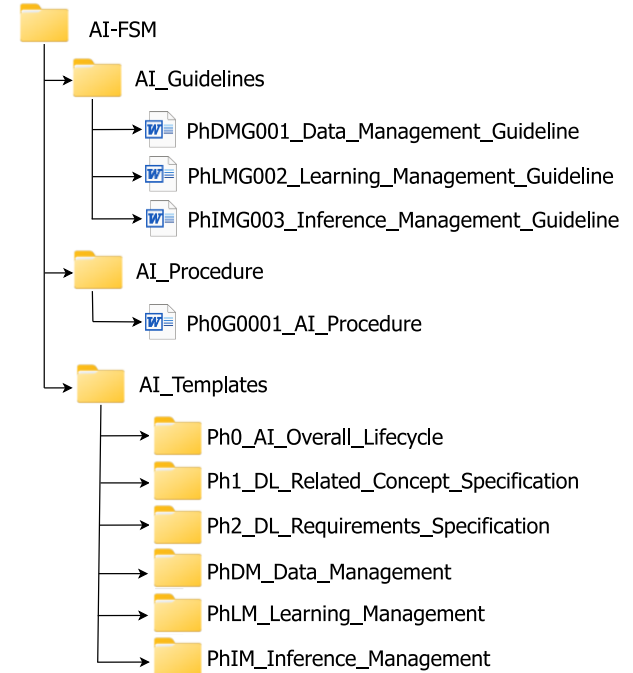 AI-FSM
AI_Guidelines
PhDMG001_Data_Management_Guideline
PhLMG002_Learning_Management_Guideline
PhIMG003_Inference_Management_Guideline
AI_Procedure
Ph0G0001_AI_Procedure
AI_Templates
Ph0_AI_Overall_Lifecycle
Ph1_DL_Related_Concept_Specification
Ph2_DL_Requirements_Specification
PhDM_Data_Management
PhLM_Learning_Management
PhIM_Inference_Management